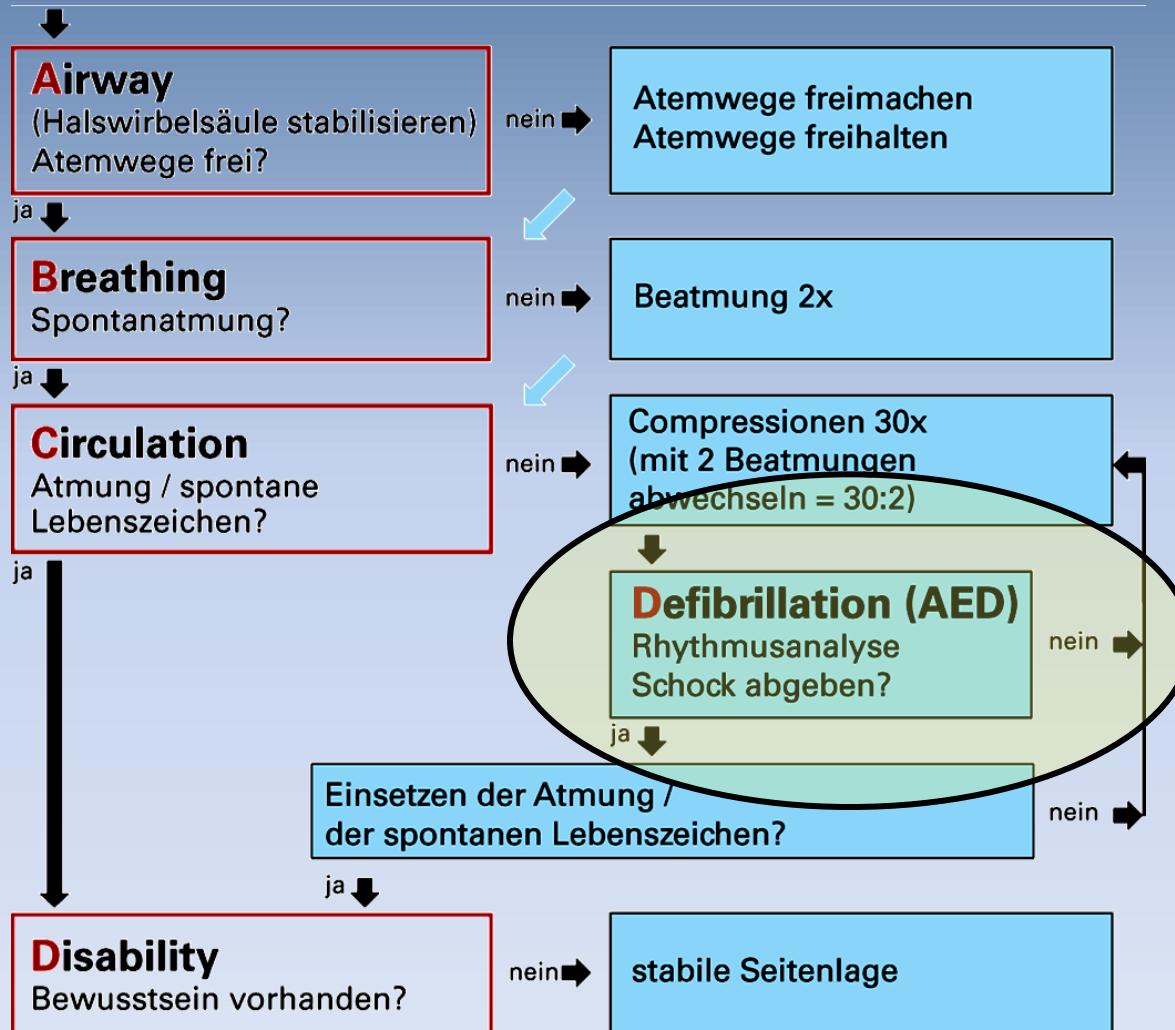 Airway
(Halswirbelsäule stabilisieren)
Atemwege frei?
nein
Atemwege freimachen
Atemwege freihalten
ja
Breathing
Spontanatmung?
nein
Beatmung 2x
ja
Circulation
Atmung / spontane
Lebenszeichen?
nein
Compressionen 30x
(mit 2 Beatmungen
abwechseln = 30:2)
ja
Defibrillation (AED)
Rhythmusanalyse
Schock abgeben?
nein
ja
Einsetzen der Atmung /
der spontanen Lebenszeichen?
nein
ja
Disability
Bewusstsein vorhanden?
nein
stabile Seitenlage